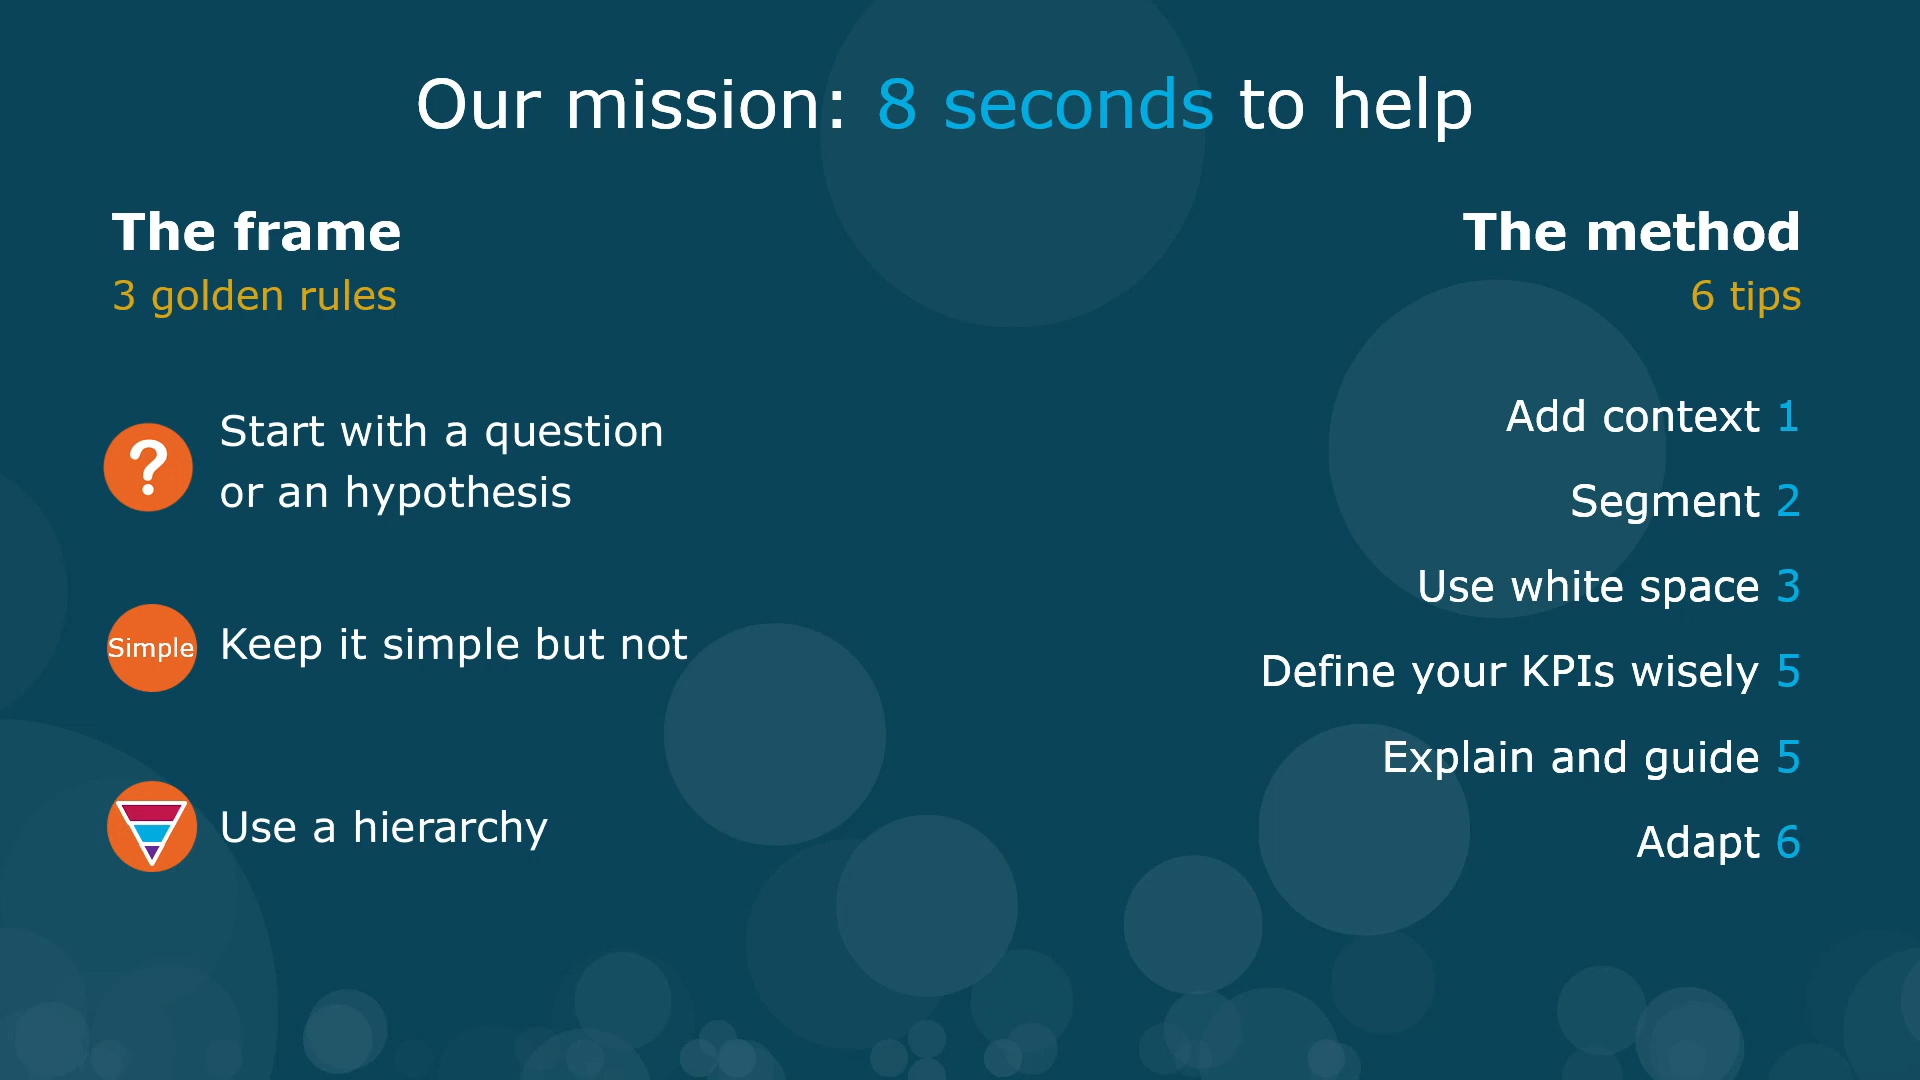 Our mission: 8 seconds to help
The frame
3 golden rules
?
Start with a question
or an hypothesis
Simple
Keep it simple but not
Use a hierarchy
The method
6 tips
Add context 1
Segment 2
Use white space 3
Define your KPIs wisely 5
Explain and guide 5
Adapt 6